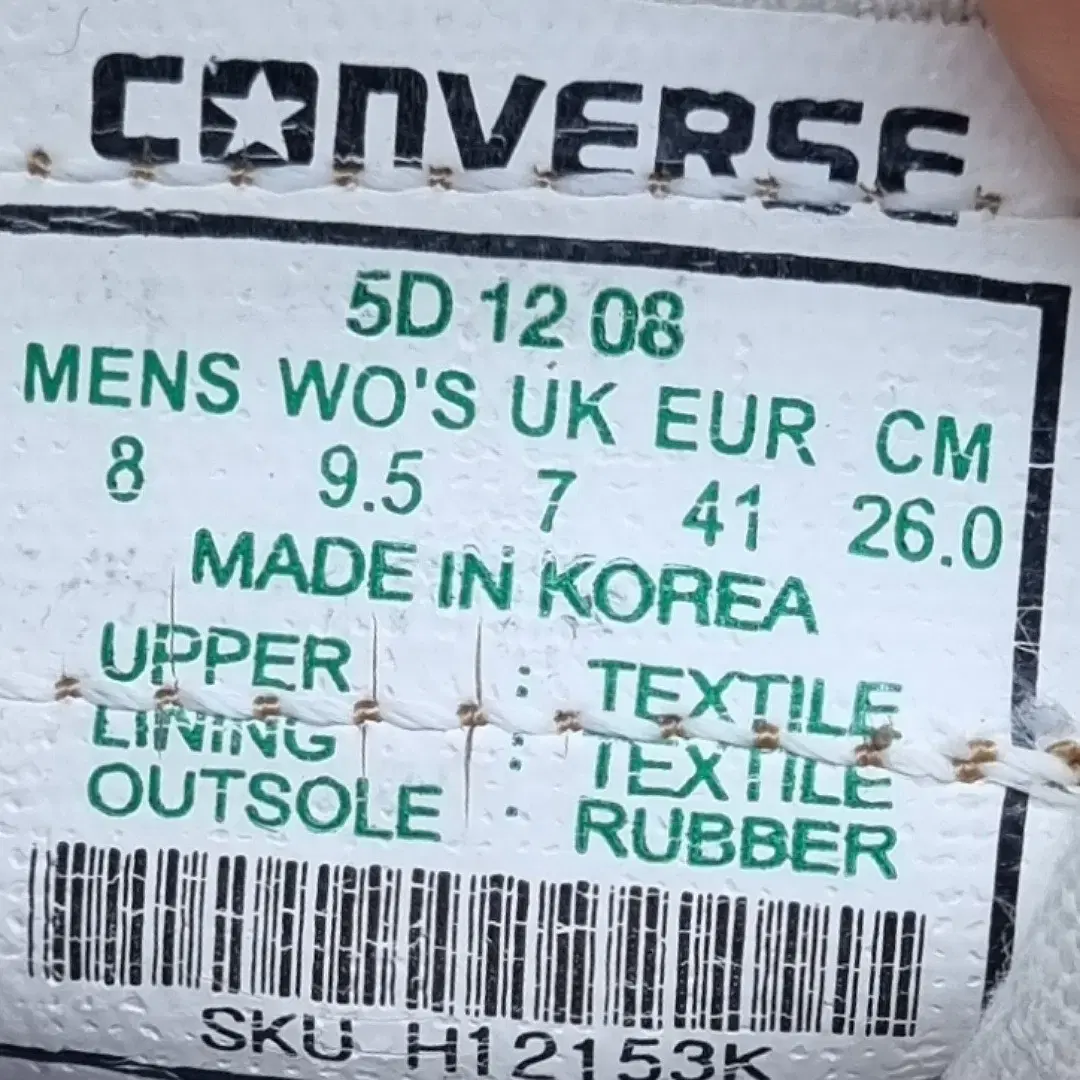 CONVERSE
5D 12 08
MENS WO'S UK EUR CM
8 9.5 7 41 26.0
MADE IN KOREA
UPPER : TEXTILE
LINING : TEXTILE
OUTSOLE : RUBBER
SKU H12153K